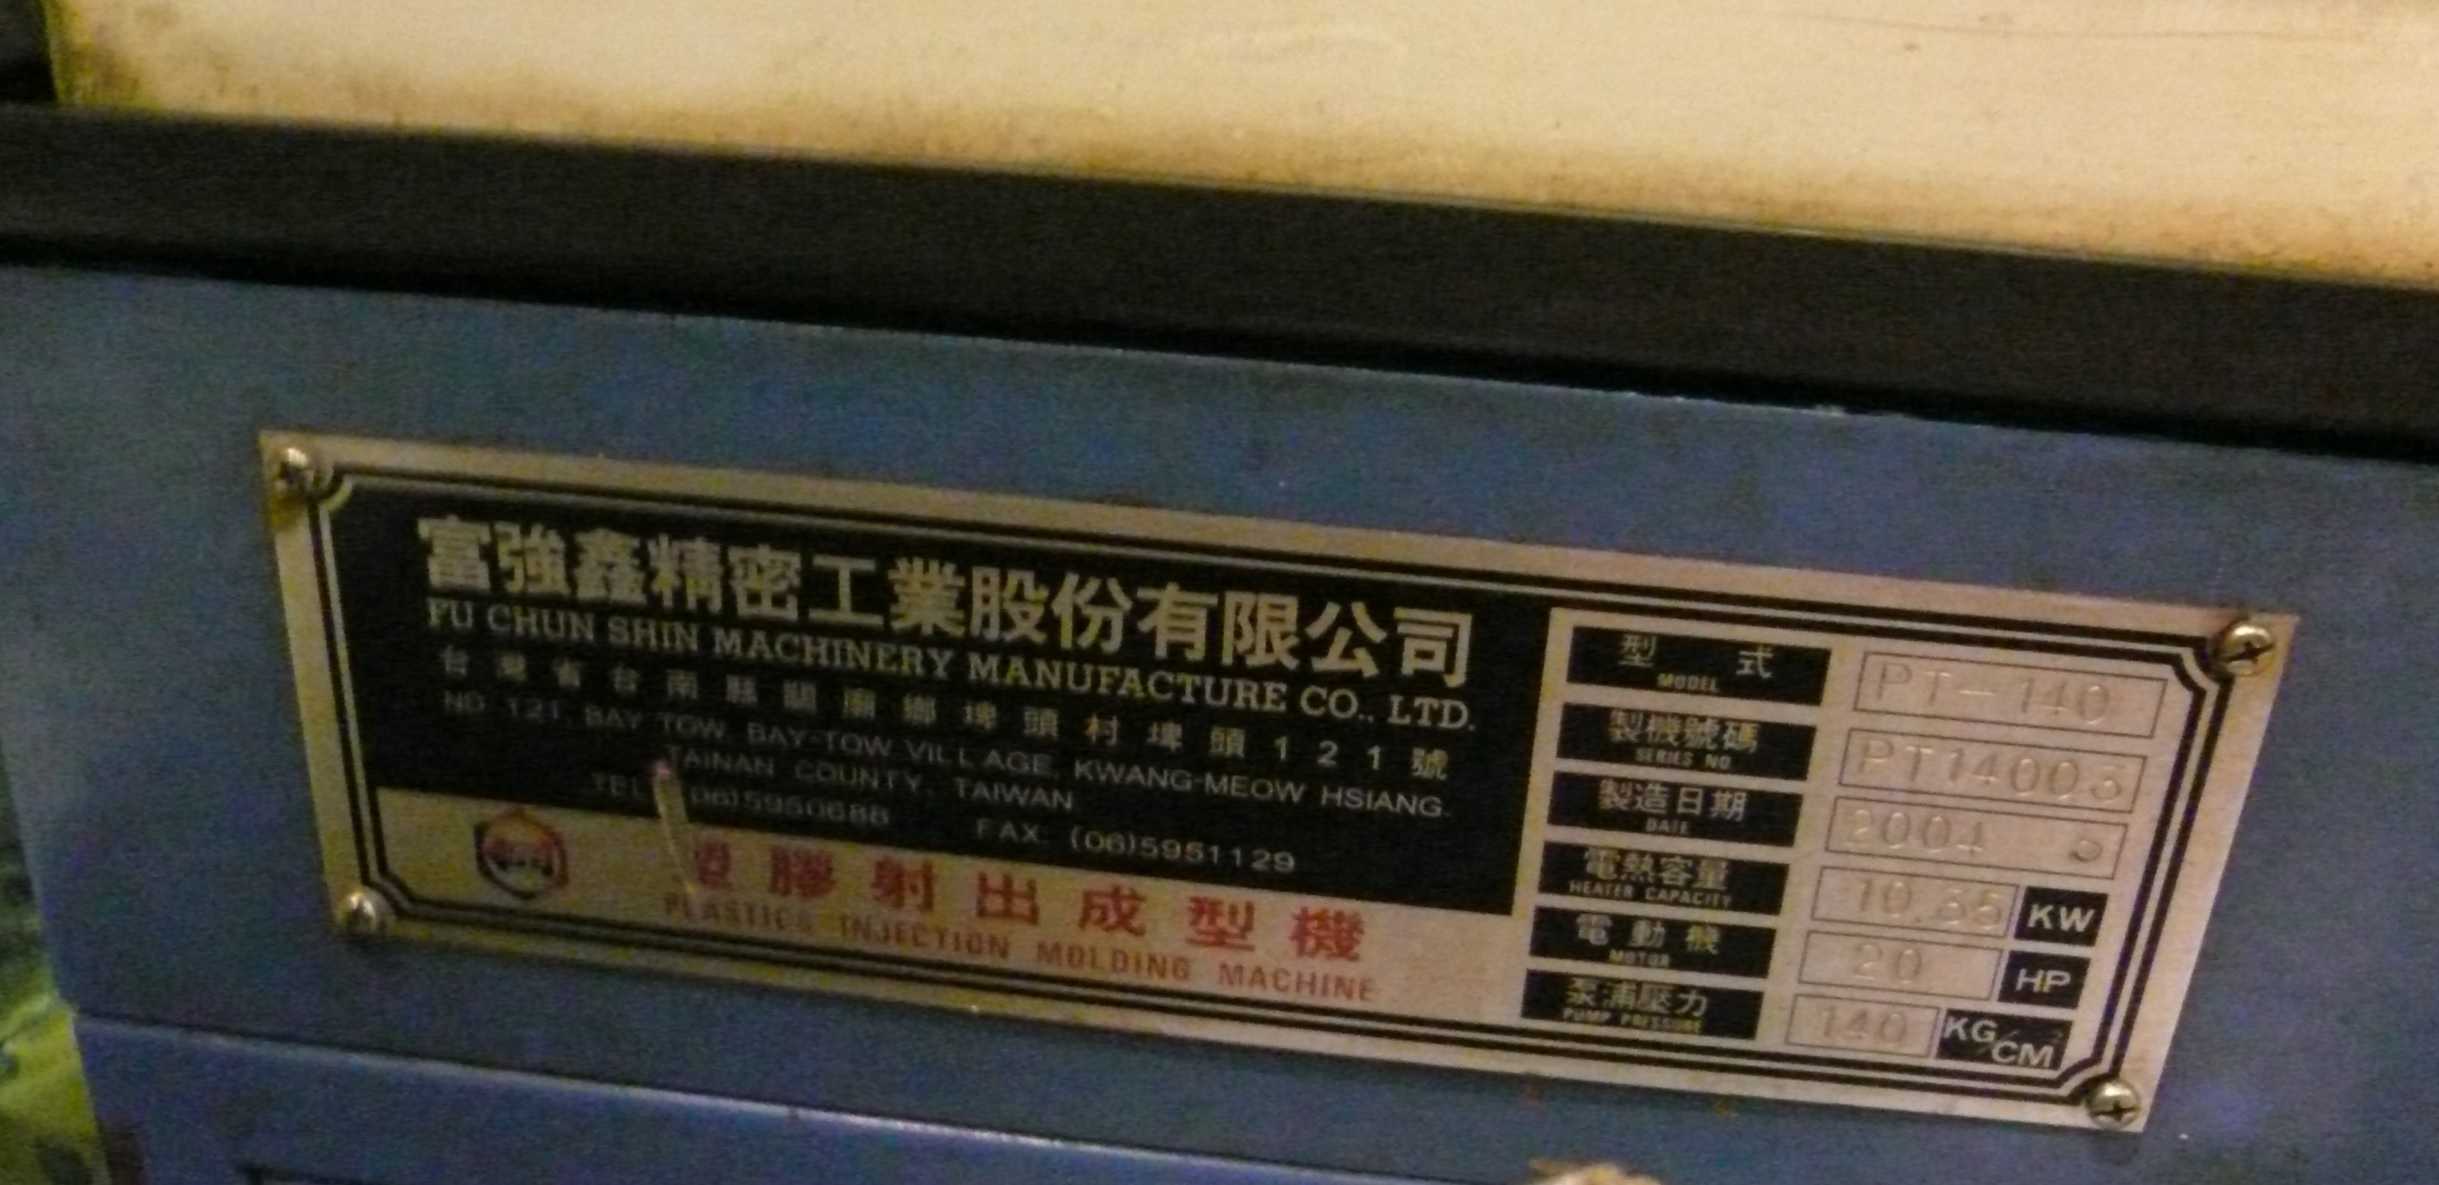 富強鑫精密工業股份有限公司
FU CHUN SHIN MACHINERY MANUFACTURE CO., LTD.
台灣省台南縣關廟鄉埤頭村埤頭121號
NO. 121, BAY TOW, BAY-TOW VILLAGE, KWANG-MEOW HSIANG.
TAINAN COUNTY, TAIWAN
TEL (06)5950688 FAX (06)5951129
塑膠射出成型機
PLASTICS INJECTION MOLDING MACHINE
型式 PT-140
MODEL
製機號碼 PT14003
SERIES NO
製造日期 2004
DATE
電熱容量 KW
HEATER CAPACITY
電動機 20 HP
MOTOR
泵浦壓力 140 KG/CM²
PUMP PRESSURE